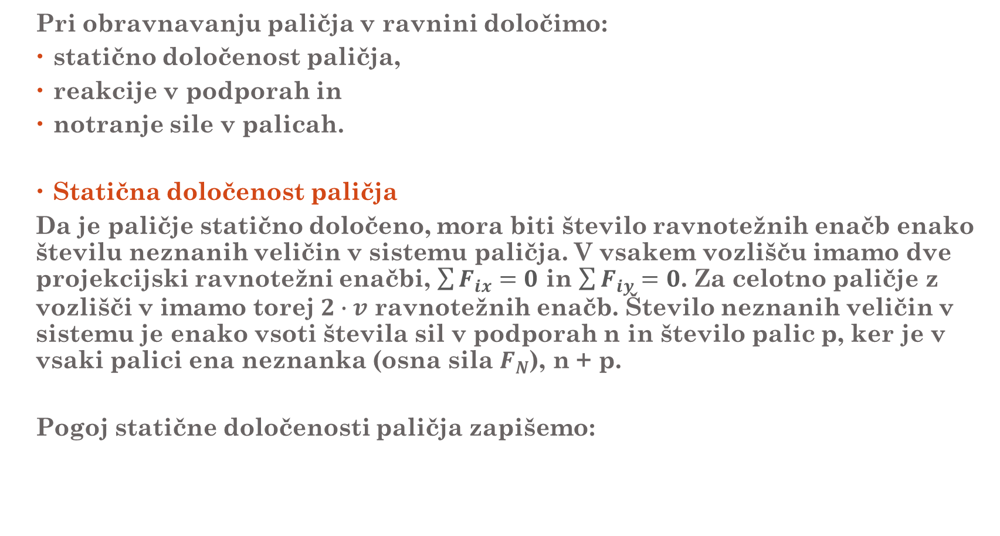 Pri obravnavanju paličja v ravnini določimo:
• statično določenost paličja,
• reakcije v podporah in
• notranje sile v palicah.
• Statična določenost paličja
Da je paličje statično določeno, mora biti število ravnotežnih enačb enako
številu neznanih veličin v sistemu paličja. V vsakem vozlišču imamo dve
projekcijski ravnotežni enačbi, ∑ F_{ix} = 0 in ∑ F_{iy} = 0. Za celotno paličje z
vozlišči v imamo torej 2 · v ravnotežnih enačb. Število neznanih veličin v
sistemu je enako vsoti števila sil v podporah n in število palic p, ker je v
vsaki palici ena neznanka (osna sila F_N), n + p.
Pogoj statične določenosti paličja zapišemo: